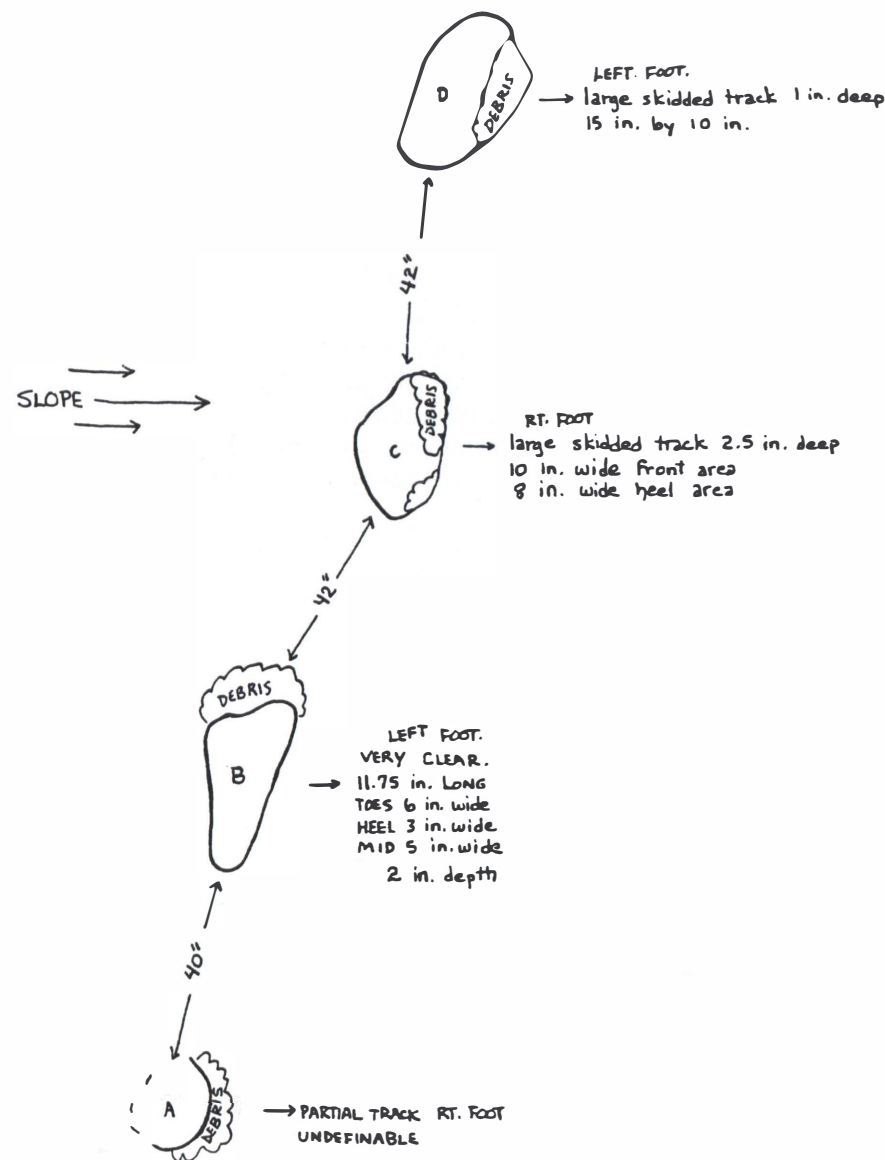 LEFT. FOOT.
large skidded track 1 in. deep
15 in. by 10 in.
D
DEBRIS
42"
SLOPE
DEBRIS
C
RT. FOOT
large skidded track 2.5 in. deep
10 in. wide front area
8 in. wide heel area
42"
DEBRIS
B
LEFT FOOT.
VERY CLEAR.
11.75 in. LONG
TOES 6 in. wide
HEEL 3 in. wide
MID 5 in. wide
2 in. depth
40"
A
DEBRIS
PARTIAL TRACK RT. FOOT
UNDEFINABLE